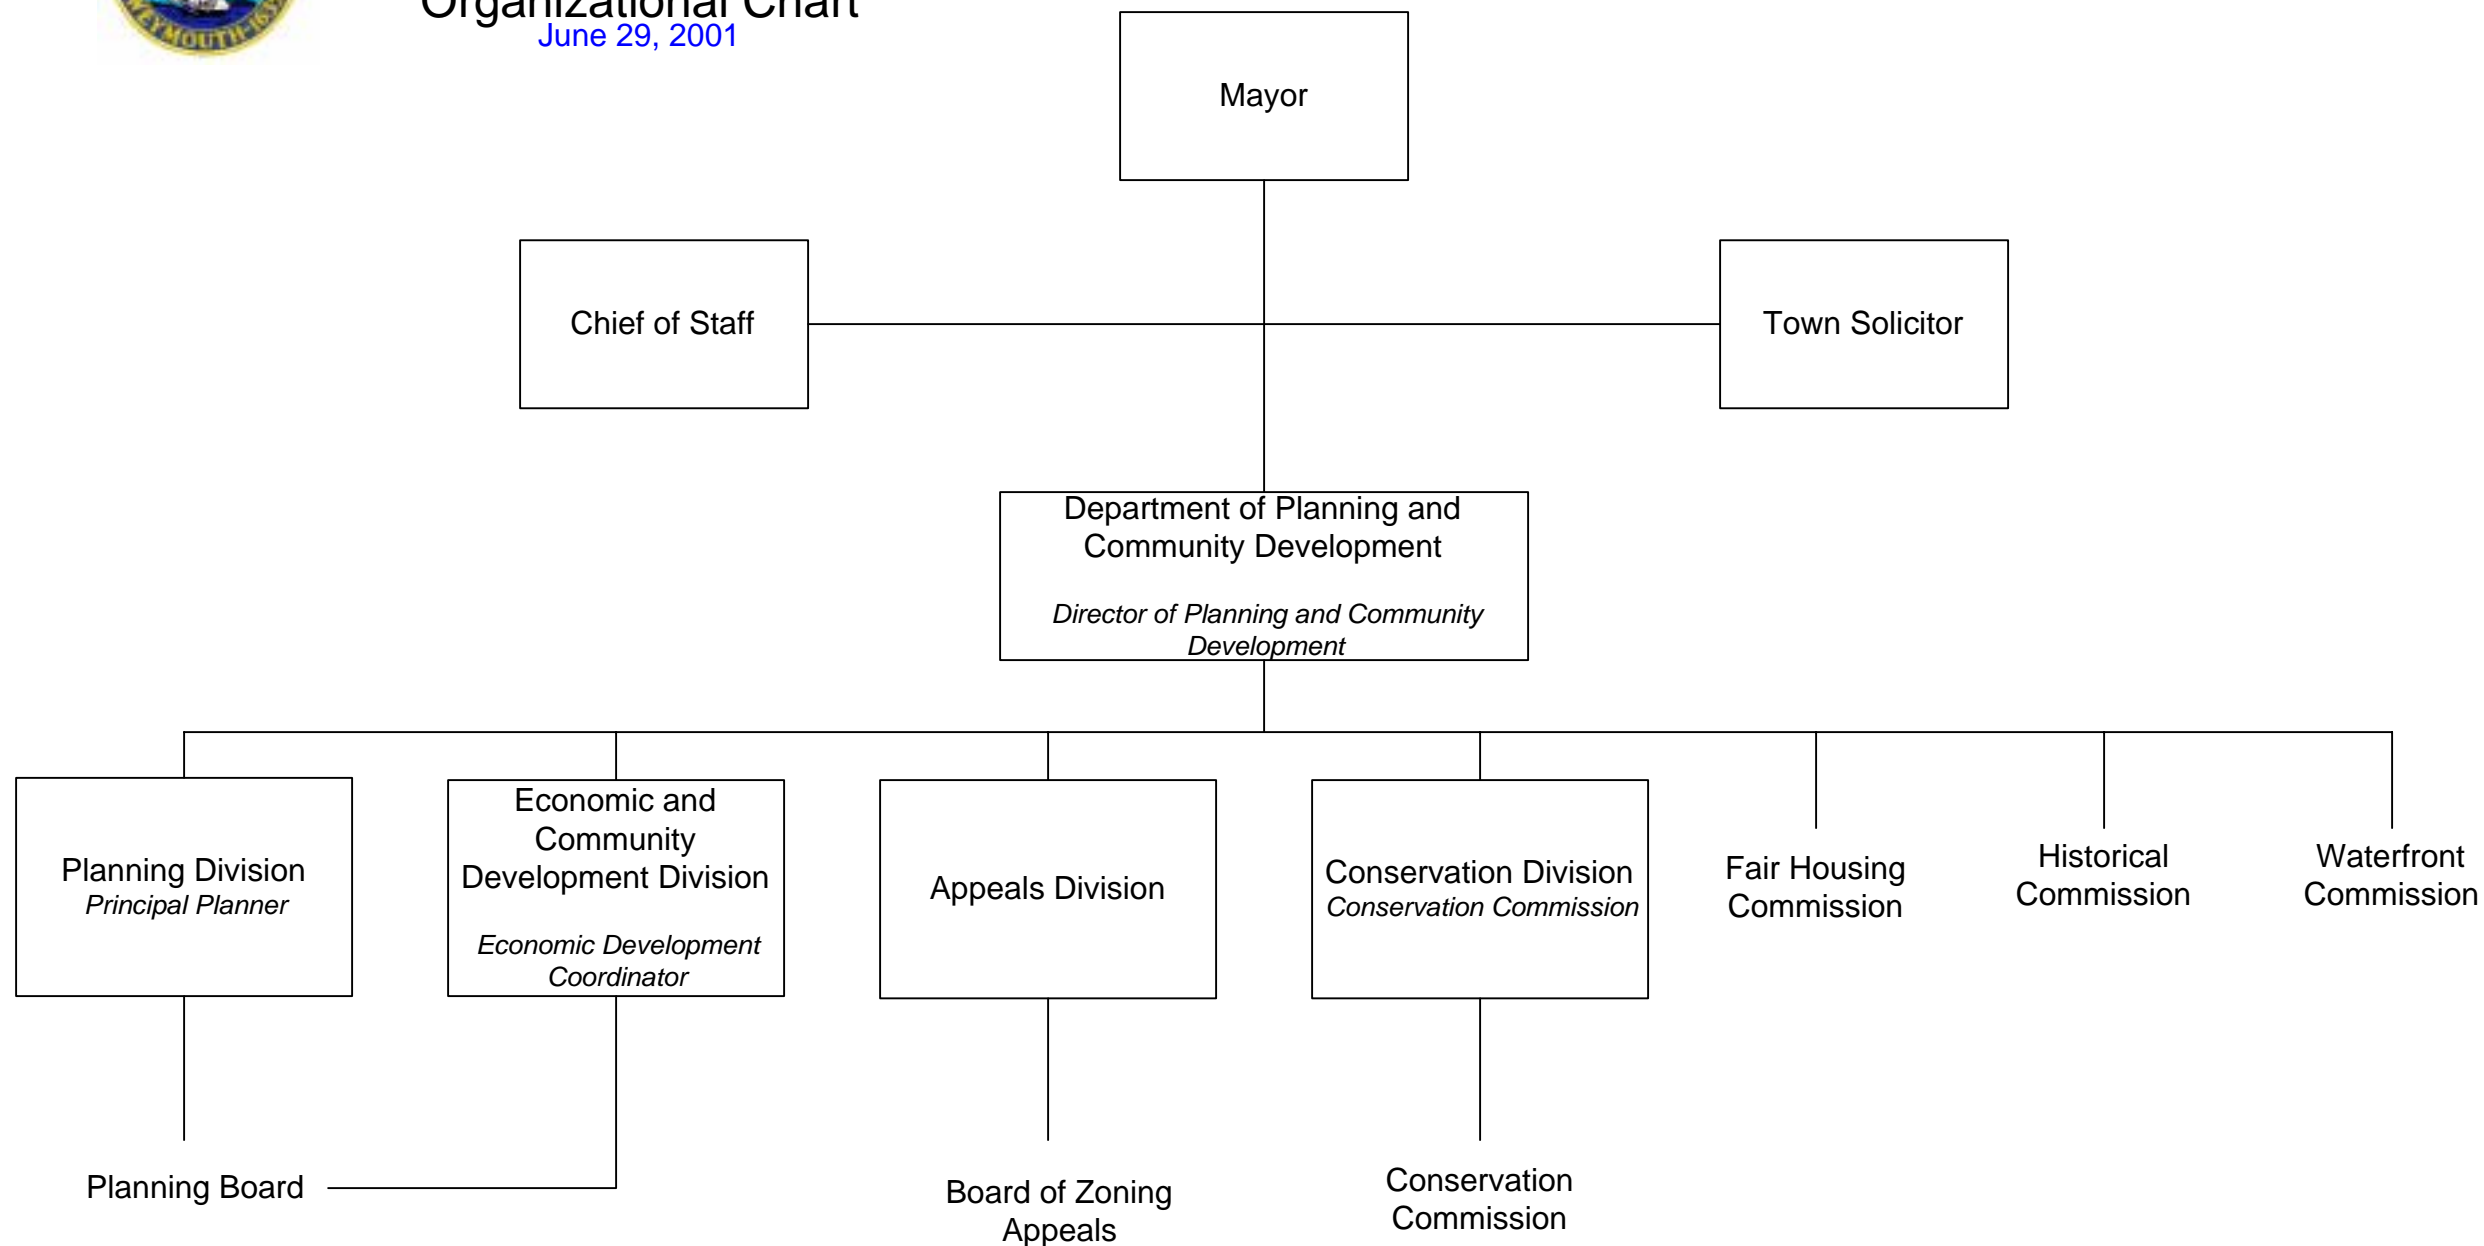 Organizational Chart
June 29, 2001
Mayor
Chief of Staff
Town Solicitor
Department of Planning and
Community Development
Director of Planning and Community
Development
Planning Division
Principal Planner
Economic and
Community
Development Division
Economic Development
Coordinator
Appeals Division
Conservation Division
Conservation Commission
Fair Housing
Commission
Historical
Commission
Waterfront
Commission
Planning Board
Board of Zoning
Appeals
Conservation
Commission